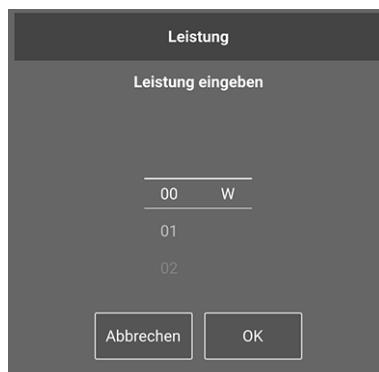 Leistung
Leistung eingeben
00 W
01
02
Abbrechen OK